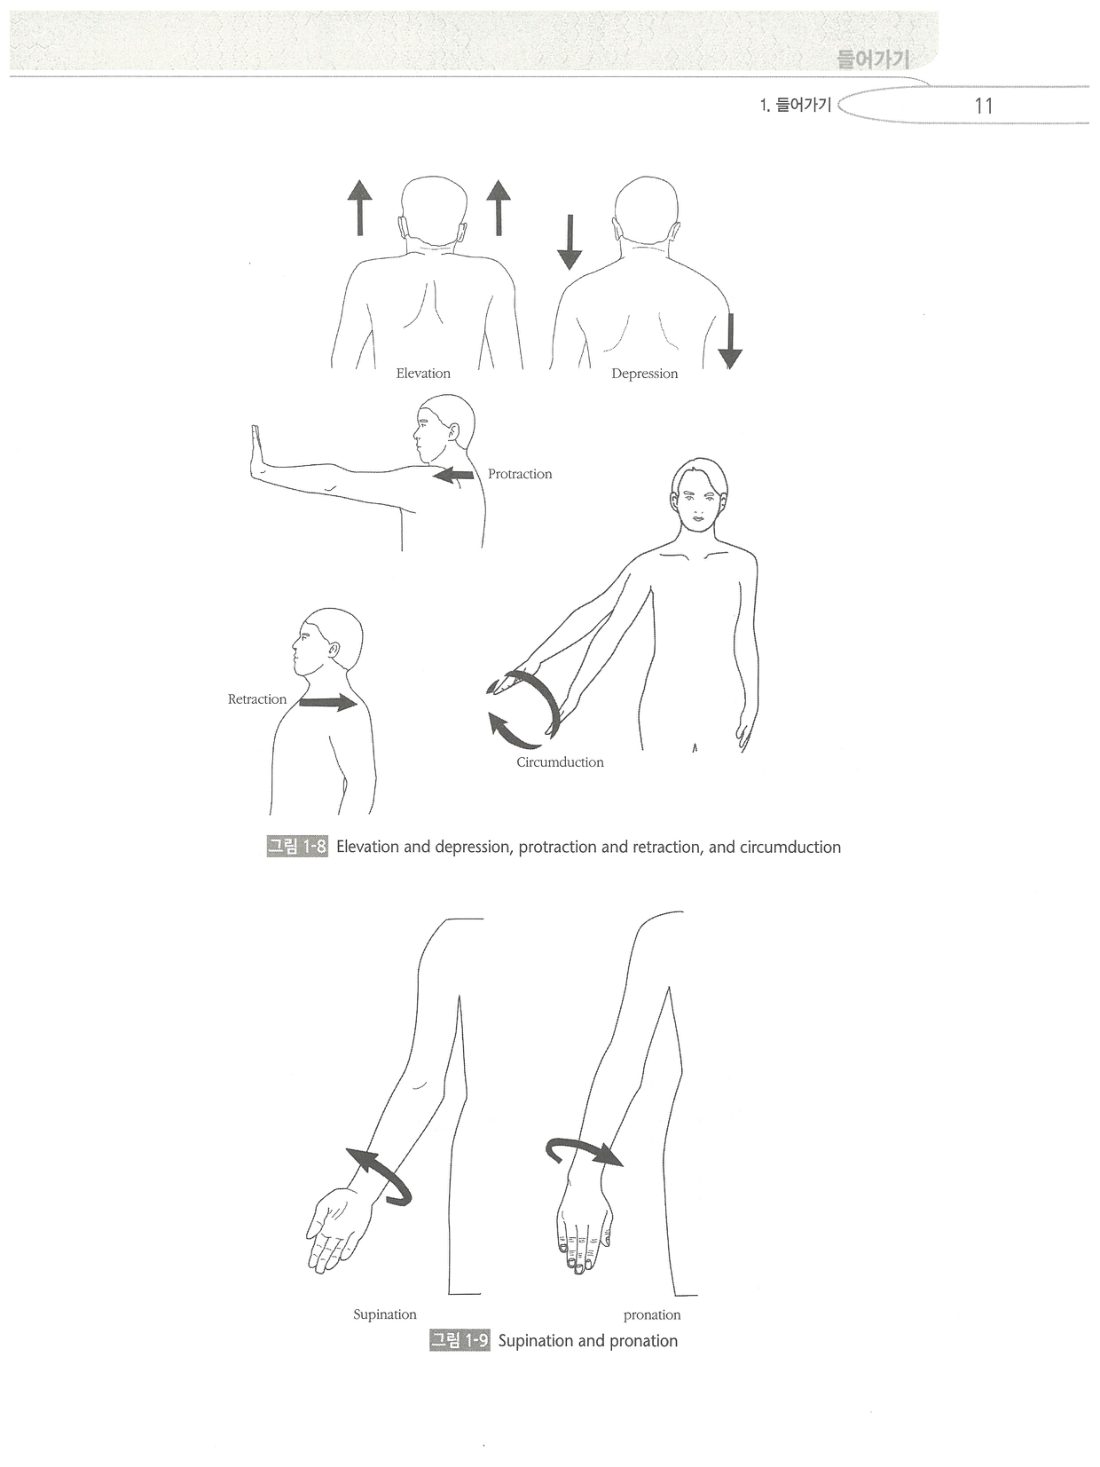 들어가기
1. 들어가기 11
Elevation
Depression
Protraction
Retraction
Circumduction
그림 1-8 Elevation and depression, protraction and retraction, and circumduction
Supination
pronation
그림 1-9 Supination and pronation